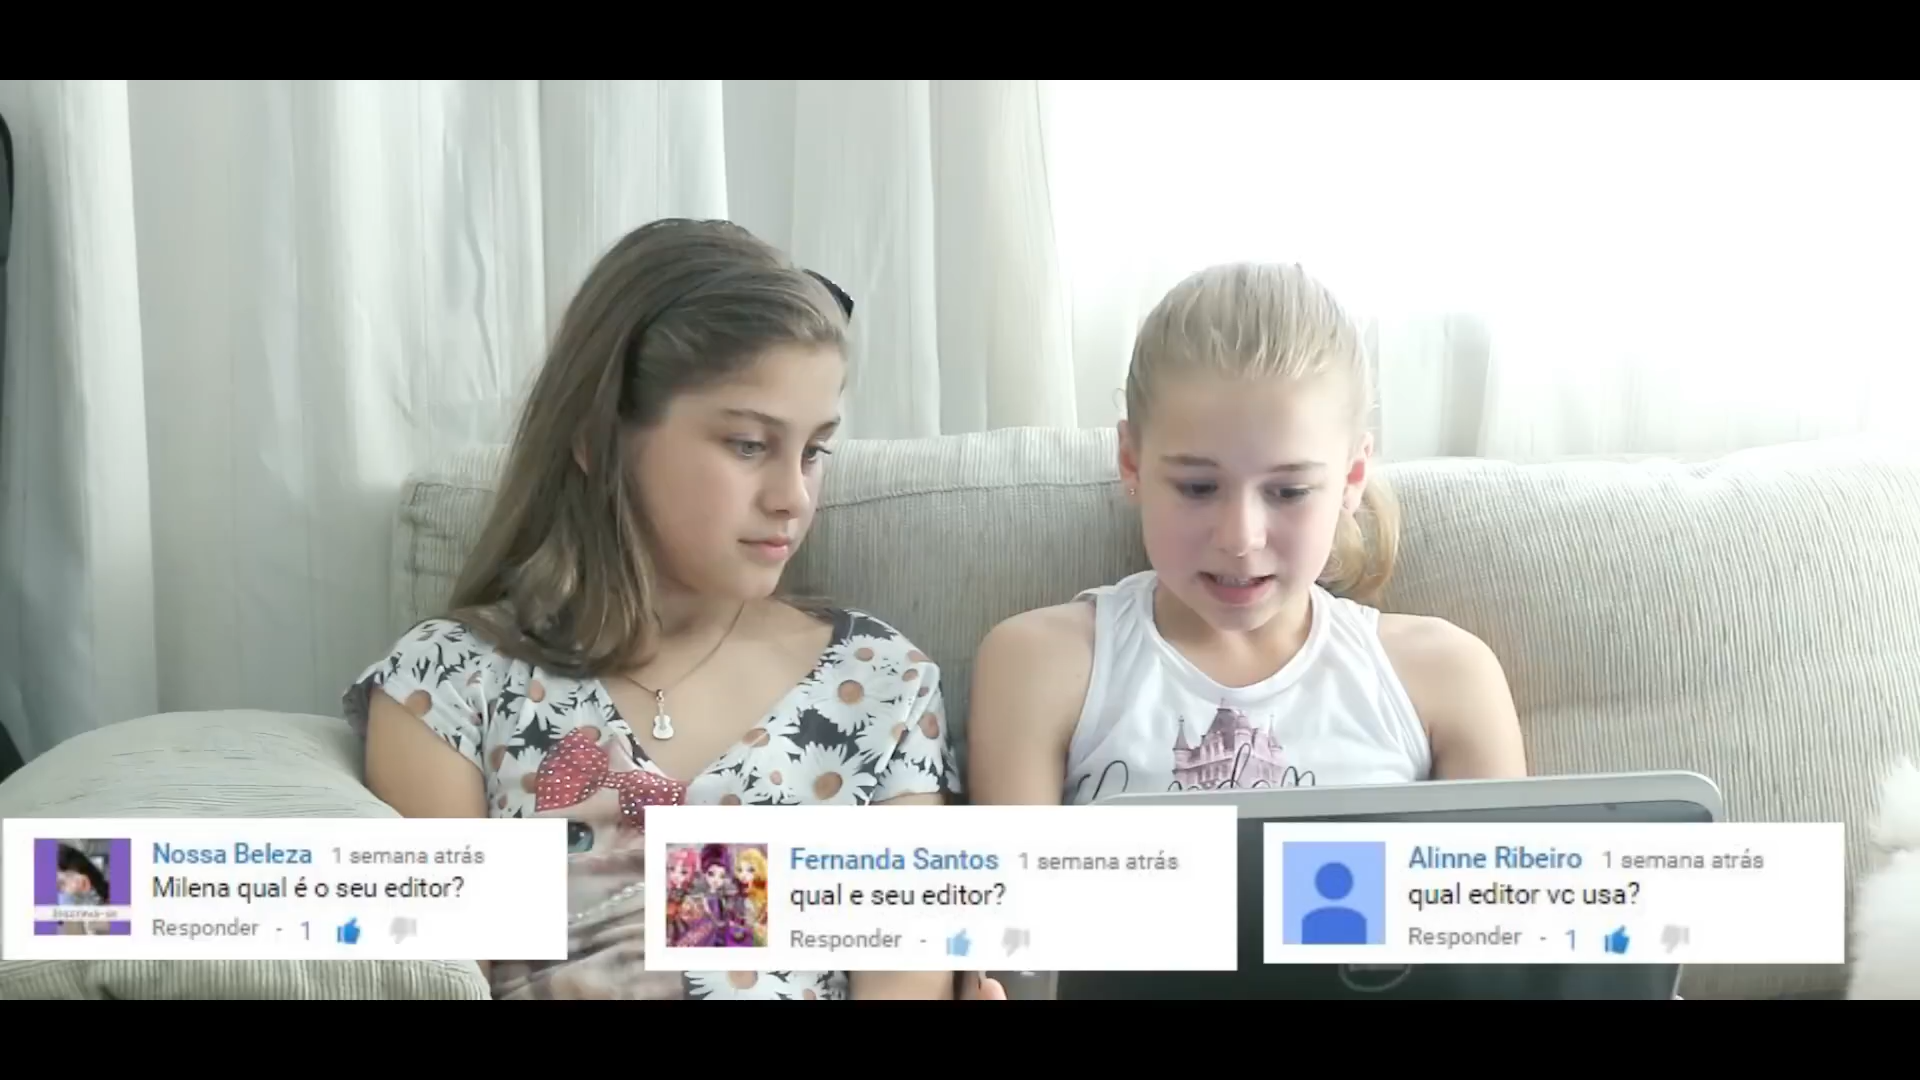 London
Nossa Beleza 1 semana atrás
Milena qual é o seu editor?
Responder - 1
Fernanda Santos 1 semana atrás
qual e seu editor?
Responder -
Alinne Ribeiro 1 semana atrás
qual editor vc usa?
Responder - 1